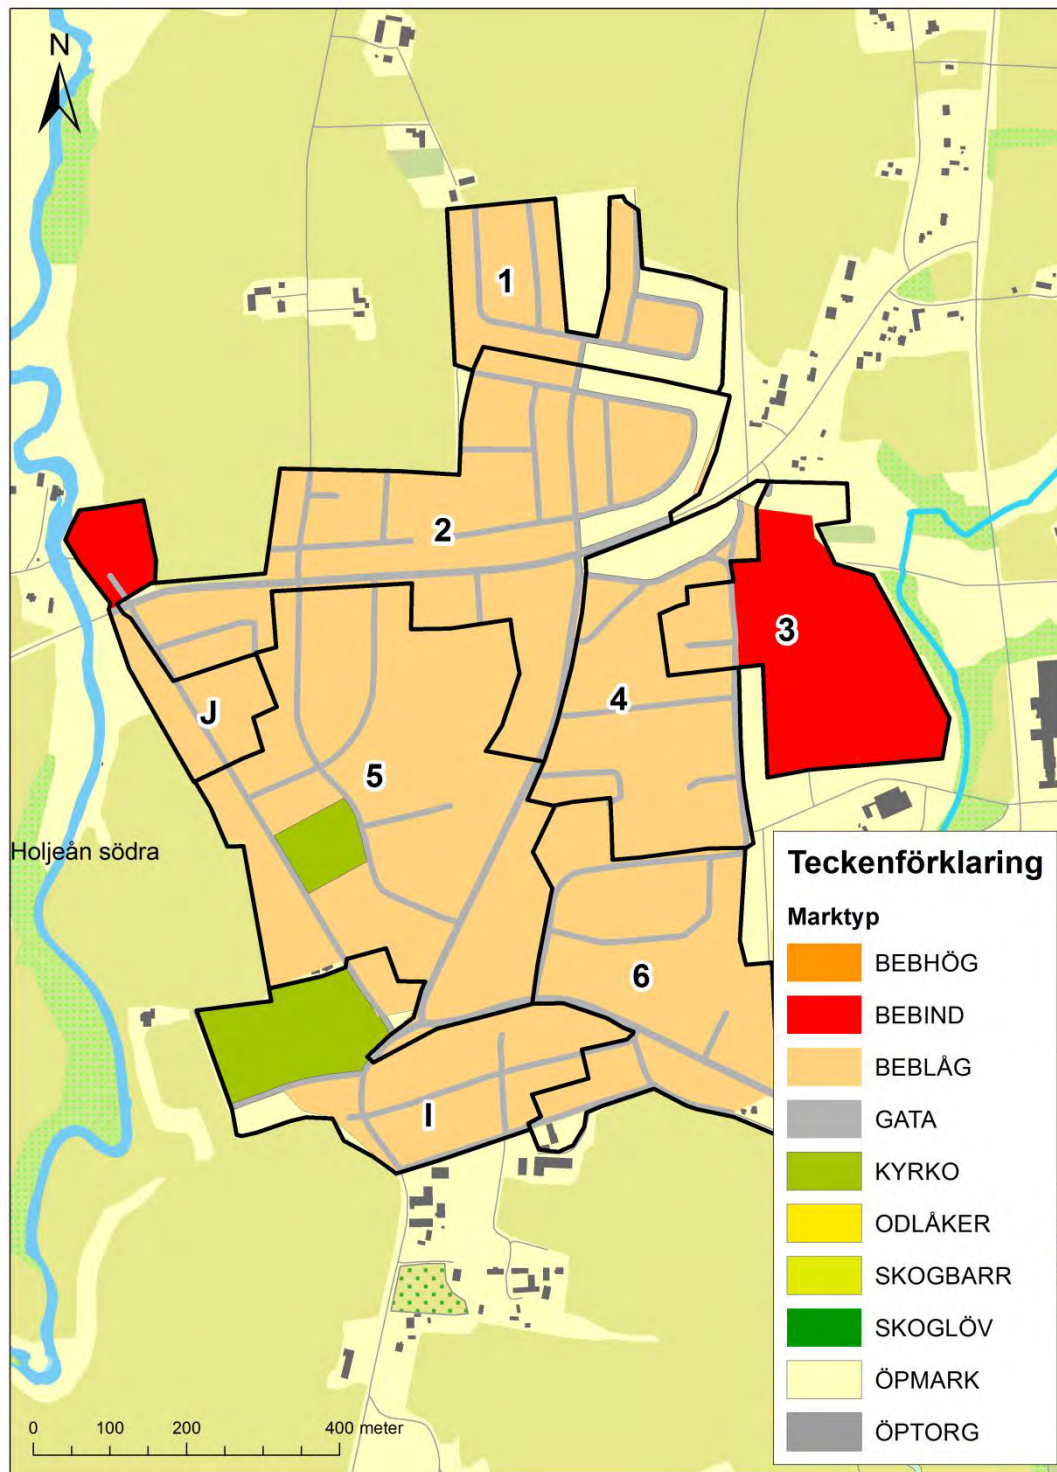 N
1
2
3
4
J
5
Holjeån södra
6
I
Teckenförklaring
Marktyp
BEBHÖG
BEBIND
BEBLÅG
GATA
KYRKO
ODLÅKER
SKOGBARR
SKOGLÖV
ÖPMARK
ÖPTORG
0 100 200 400 meter